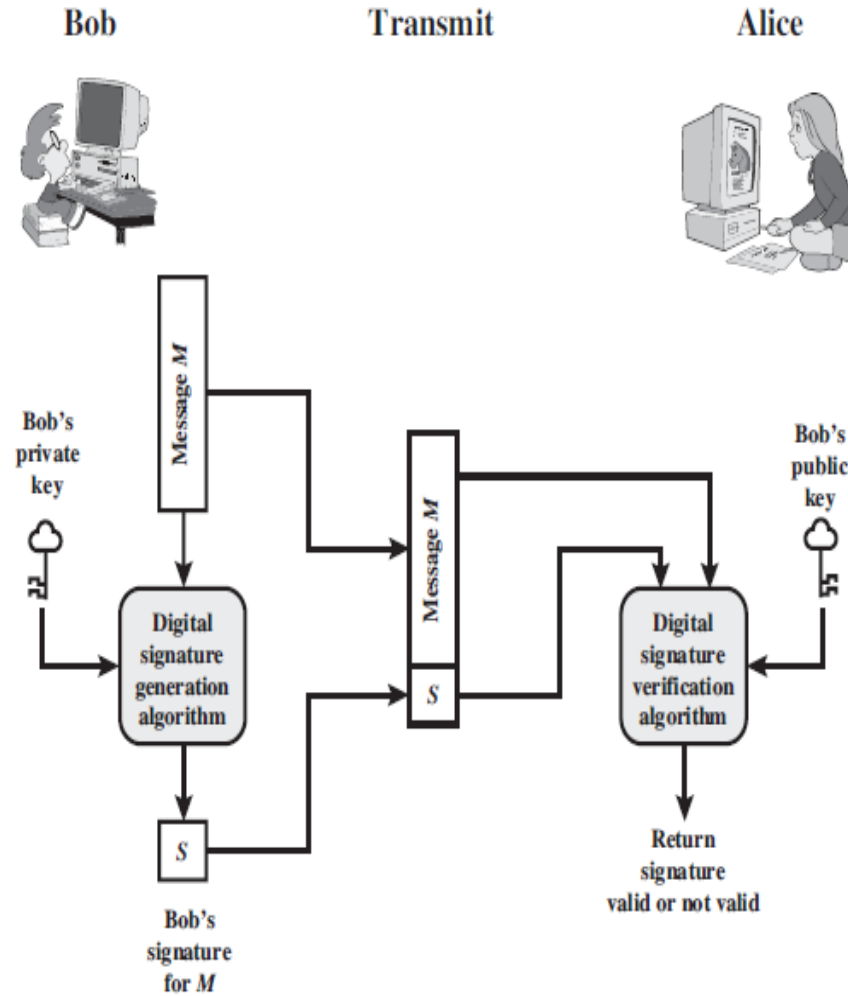 Bob
Transmit
Alice
Message M
Bob's
private
key
Digital
signature
generation
algorithm
S
Bob's
signature
for M
Message M
S
Bob's
public
key
Digital
signature
verification
algorithm
Return
signature
valid or not valid